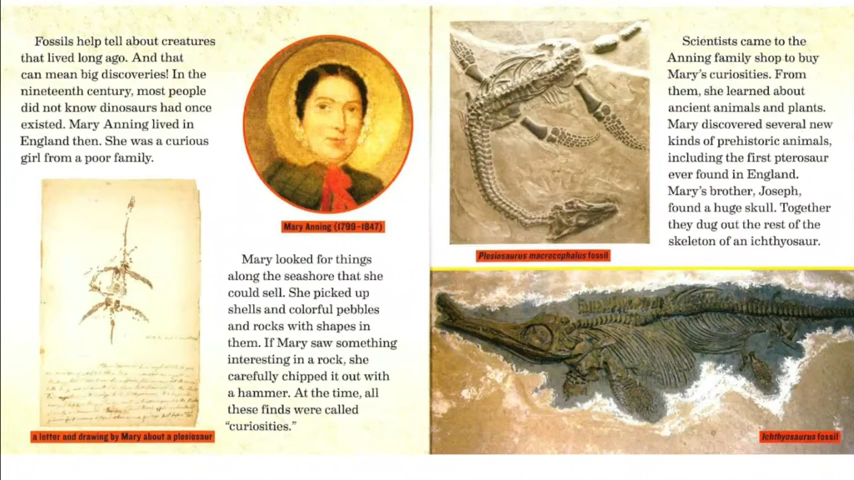 Fossils help tell about creatures
that lived long ago. And that
can mean big discoveries! In the
nineteenth century, most people
did not know dinosaurs had once
existed. Mary Anning lived in
England then. She was a curious
girl from a poor family.
Mary Anning (1799–1847)
a letter and drawing by Mary about a plesiosaur
Mary looked for things
along the seashore that she
could sell. She picked up
shells and colorful pebbles
and rocks with shapes in
them. If Mary saw something
interesting in a rock, she
carefully chipped it out with
a hammer. At the time, all
these finds were called
“curiosities.”
Plesiosaurus macrocephalus fossil
Scientists came to the
Anning family shop to buy
Mary’s curiosities. From
them, she learned about
ancient animals and plants.
Mary discovered several new
kinds of prehistoric animals,
including the first pterosaur
ever found in England.
Mary’s brother, Joseph,
found a huge skull. Together
they dug out the rest of the
skeleton of an ichthyosaur.
Ichthyosaurus fossil